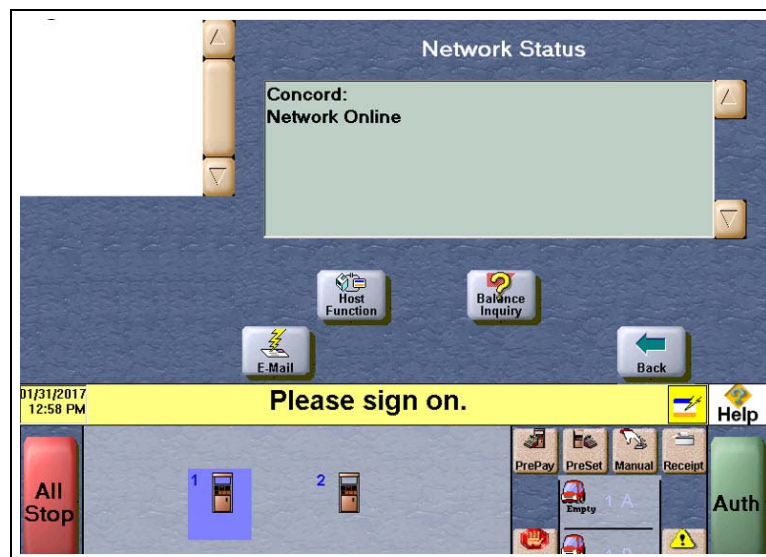 Network Status
Concord:
Network Online
Host
Function
Balance
Inquiry
E-Mail
Back
01/31/2017
12:58 PM
Please sign on.
Help
All
Stop
1
2
PrePay
PreSet
Manual
Receipt
Empty
1 A
Auth